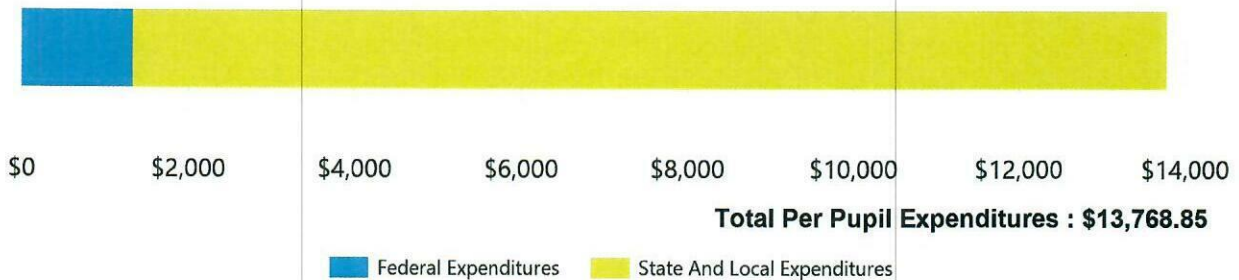 $0 $2,000 $4,000 $6,000 $8,000 $10,000 $12,000 $14,000
Total Per Pupil Expenditures : $13,768.85
Federal Expenditures State And Local Expenditures